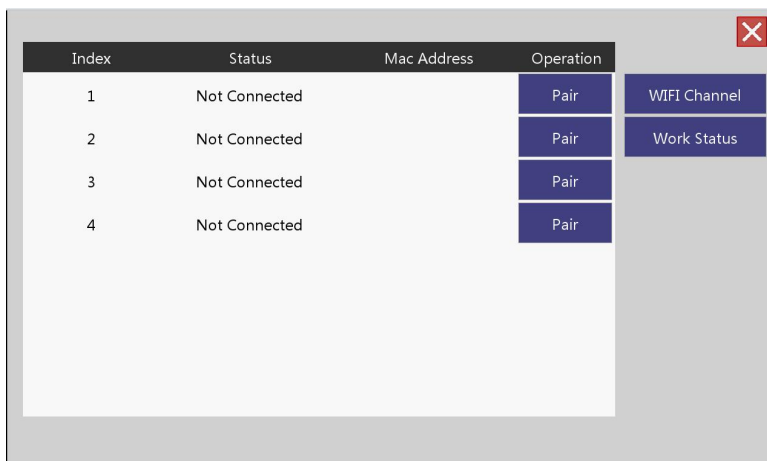 Index Status Mac Address Operation
1 Not Connected Pair WIFI Channel
2 Not Connected Pair Work Status
3 Not Connected Pair
4 Not Connected Pair